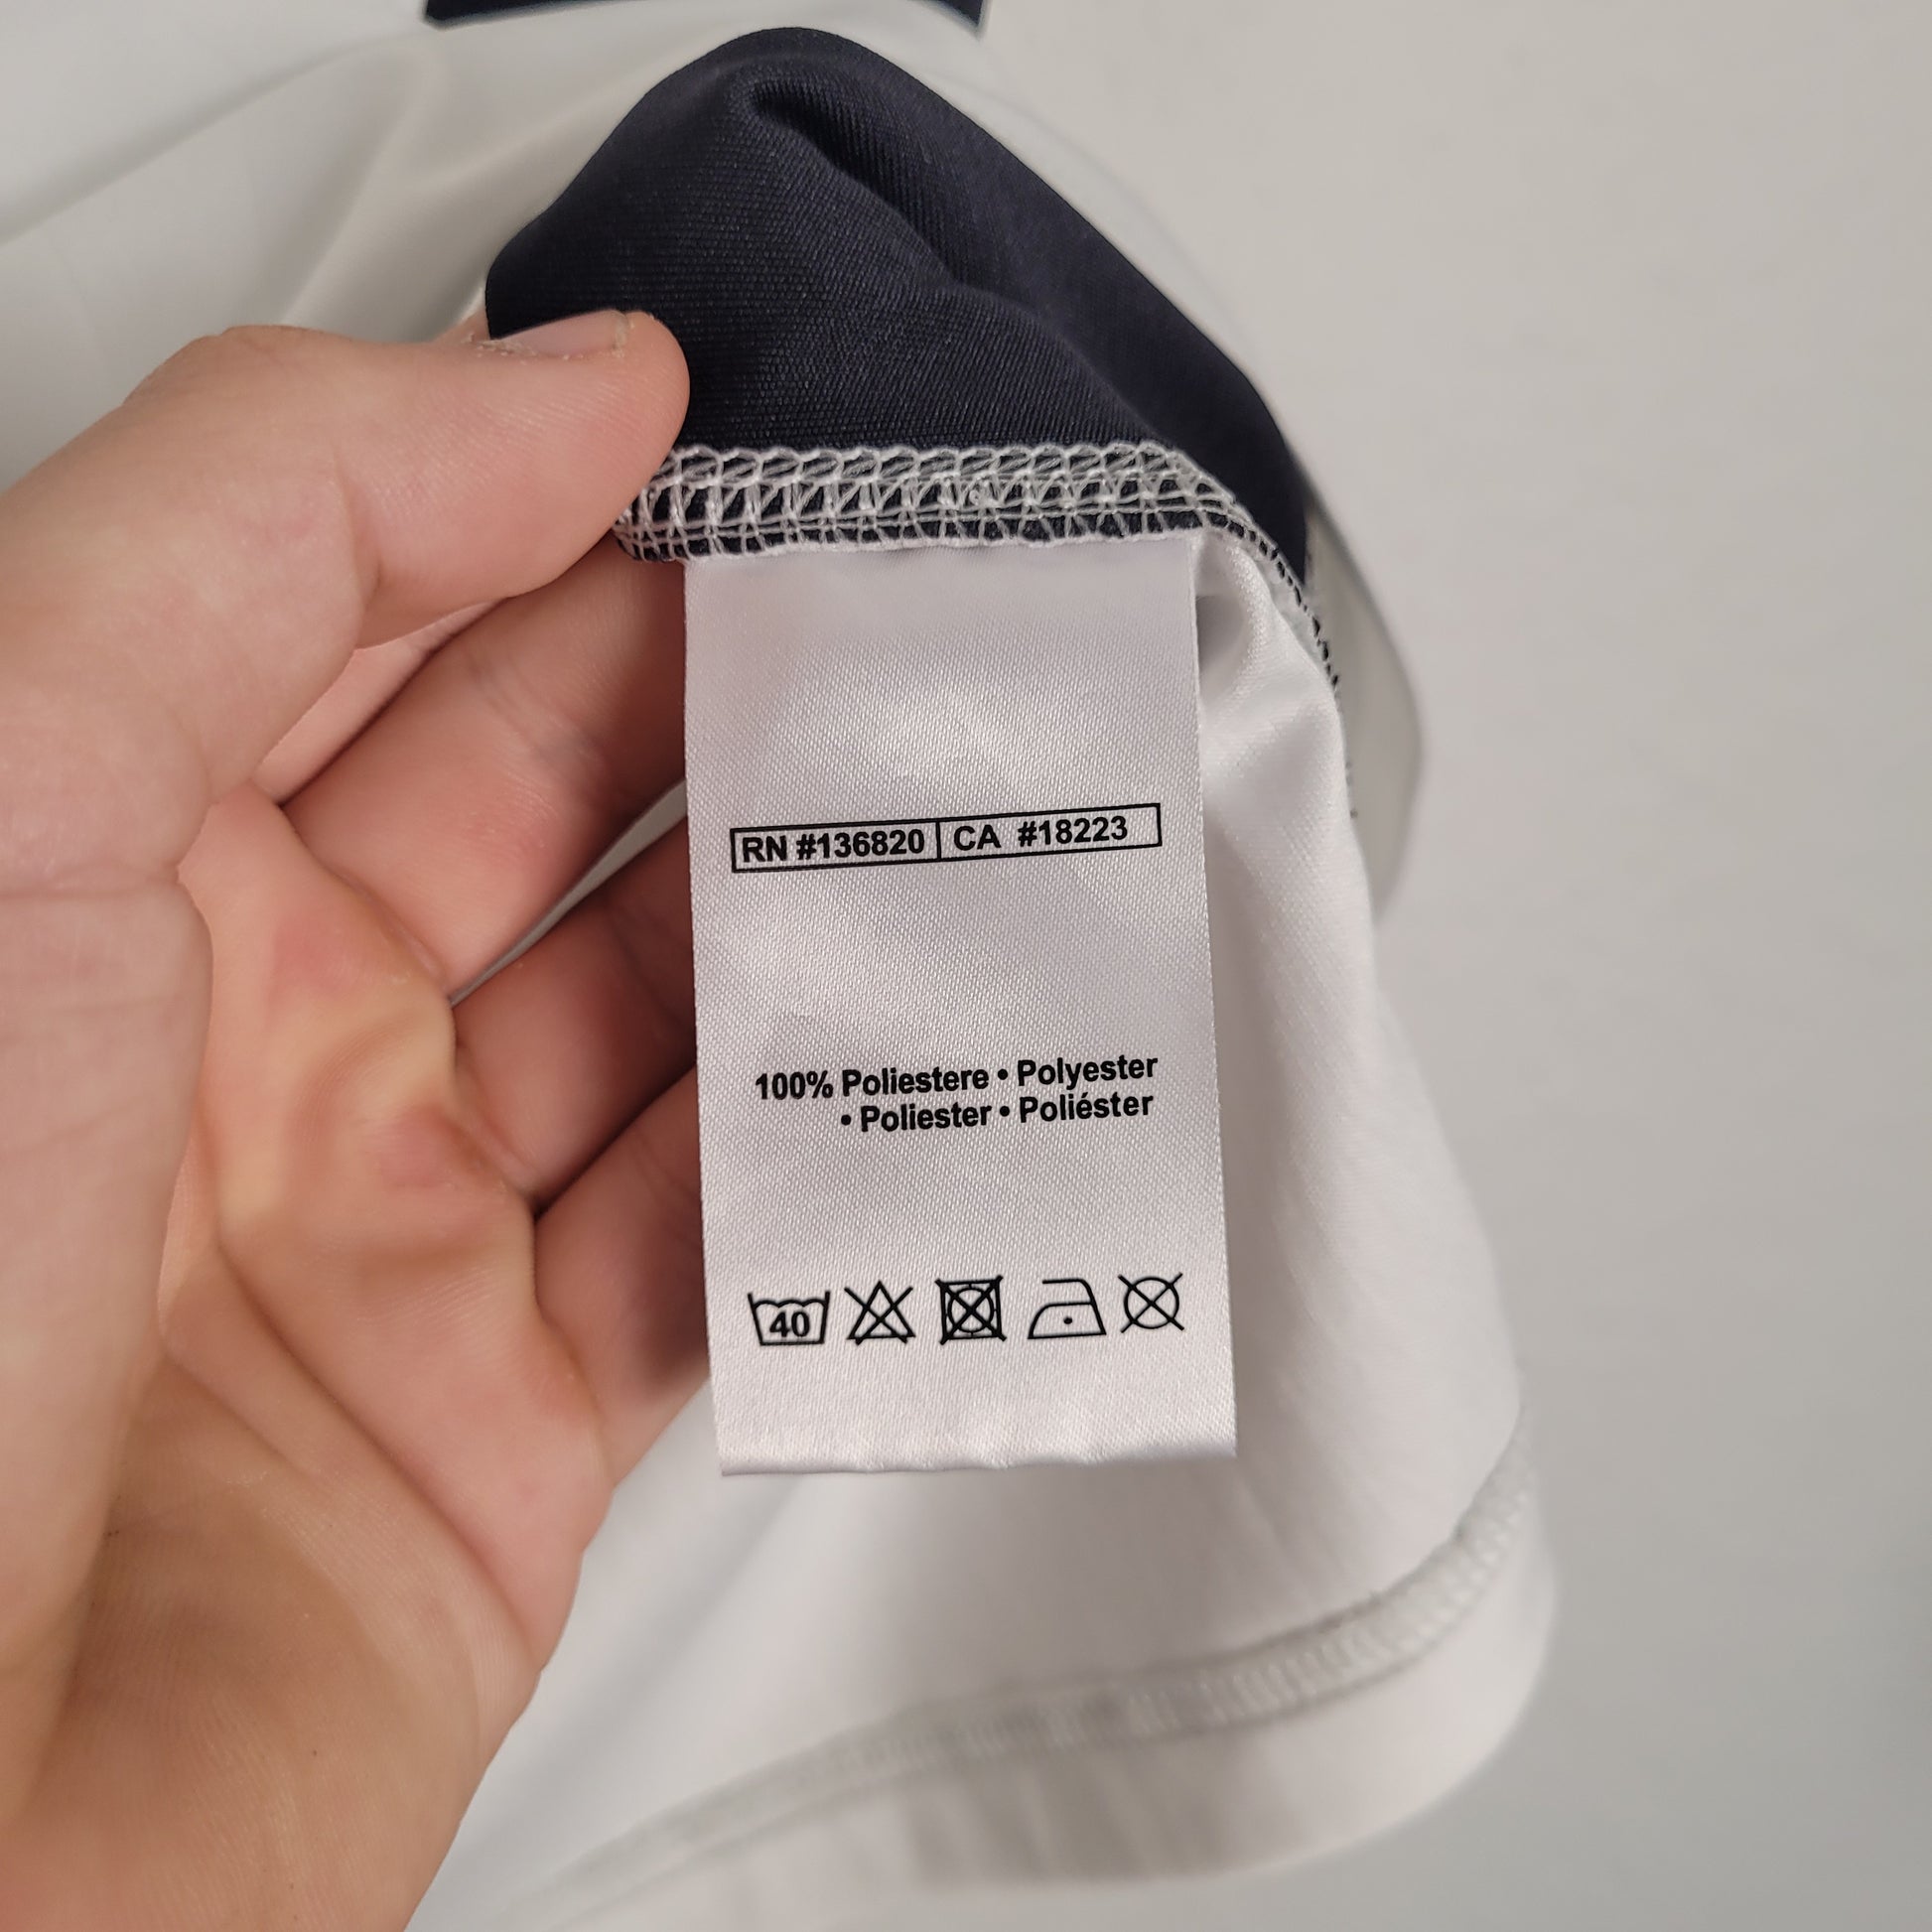 RN #136820 CA #18223
100% Poliestere • Polyester
• Poliester • Poliéster
40